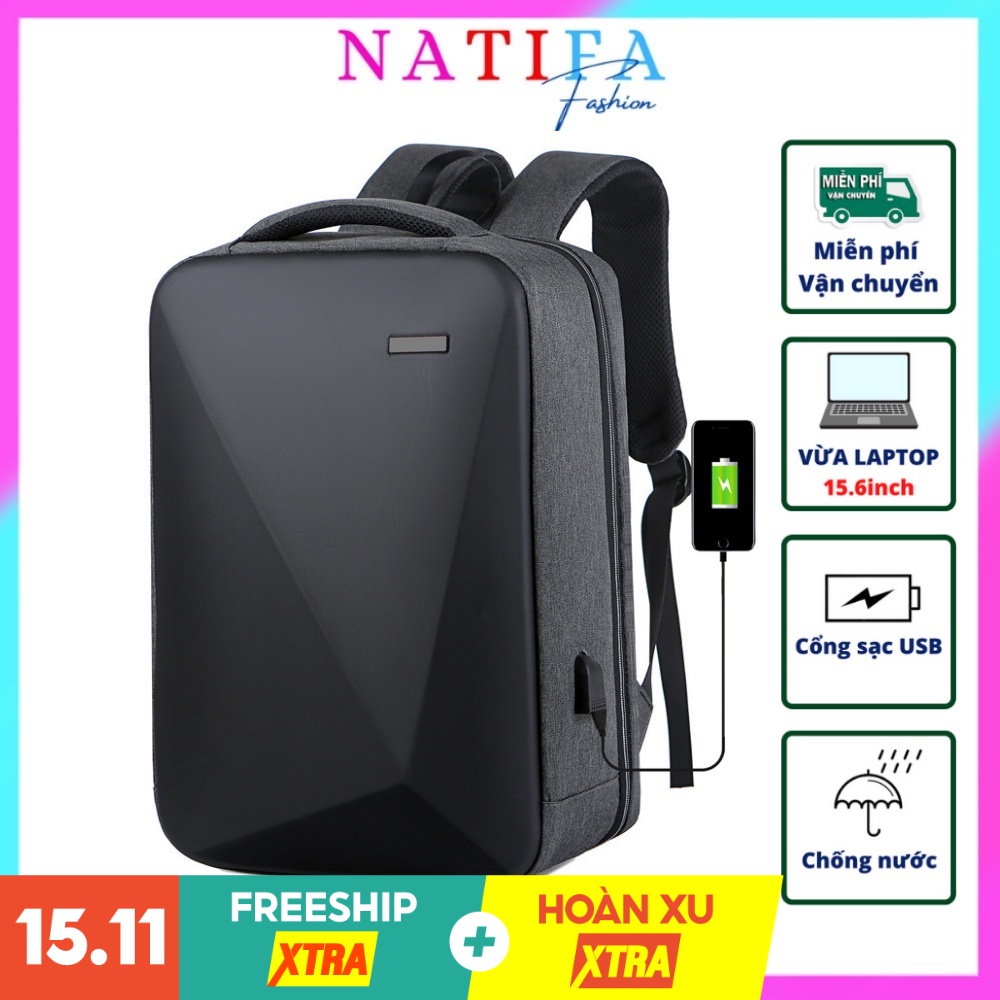 NATIFA
Fashion
MIỄN PHÍ
VẬN CHUYỂN
Miễn phí
Vận chuyển
VỪA LAPTOP
15.6inch
Cổng sạc USB
Chống nước
15.11
FREESHIP
XTRA
+
HOÀN XU
XTRA